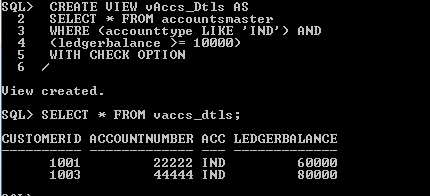 SQL> CREATE VIEW vAccs_Dtls AS
2 SELECT * FROM accountsmaster
3 WHERE (accounttype LIKE 'IND') AND
4 (ledgerbalance >= 10000)
5 WITH CHECK OPTION
6 /
View created.
SQL> SELECT * FROM vaccs_dtls;
CUSTOMERID ACCOUNTNUMBER ACC LEDGERBALANCE
---------- ------------- --- -------------
1001 22222 IND 60000
1003 44444 IND 80000
SQL>